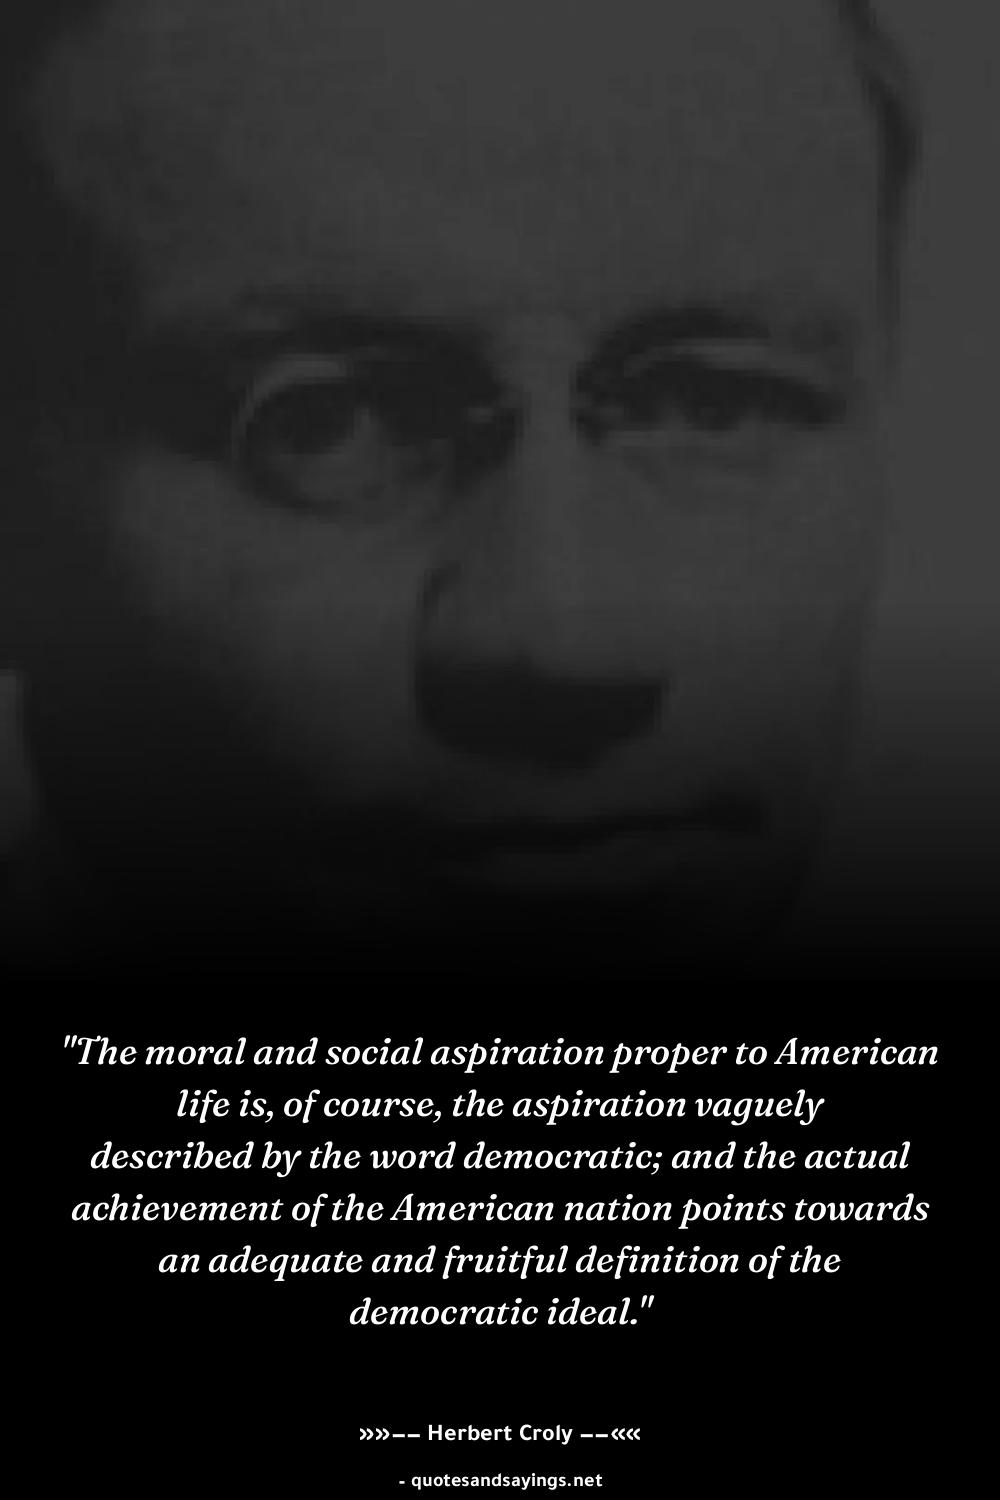 "The moral and social aspiration proper to American
life is, of course, the aspiration vaguely
described by the word democratic; and the actual
achievement of the American nation points towards
an adequate and fruitful definition of the
democratic ideal."
»»−− Herbert Croly −−««
- quotesandsayings.net